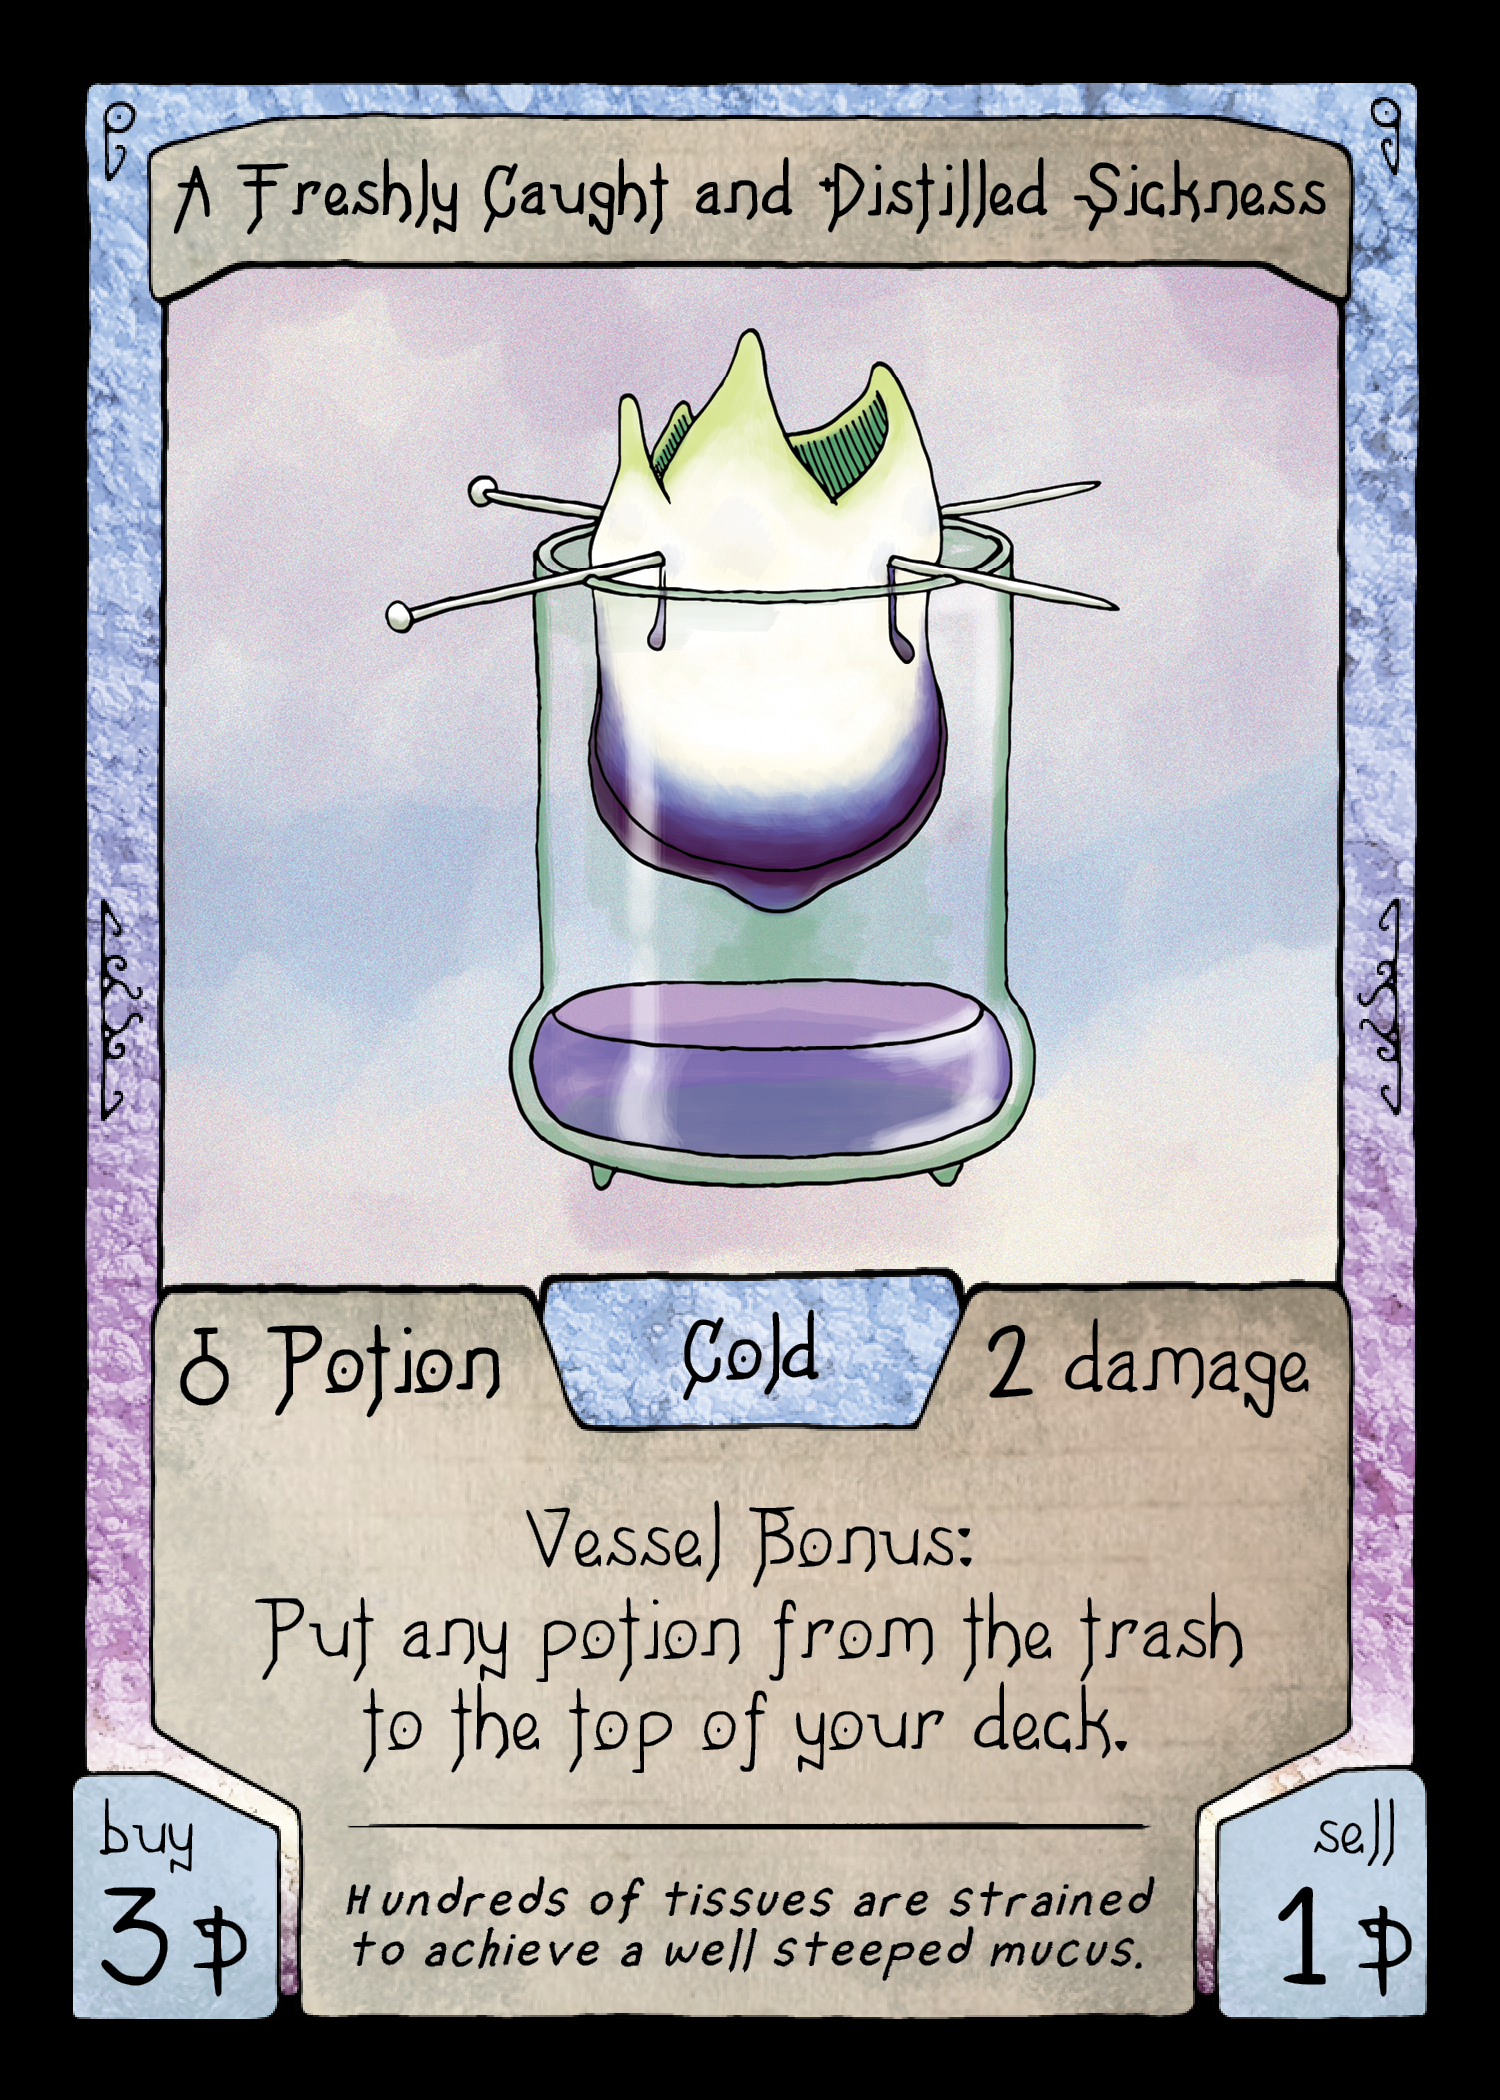 A Freshly Caught and Distilled Sickness
Potion
Cold
2 damage
Vessel Bonus:
Put any potion from the trash
to the top of your deck.
buy
3
sell
1
Hundreds of tissues are strained
to achieve a well steeped mucus.